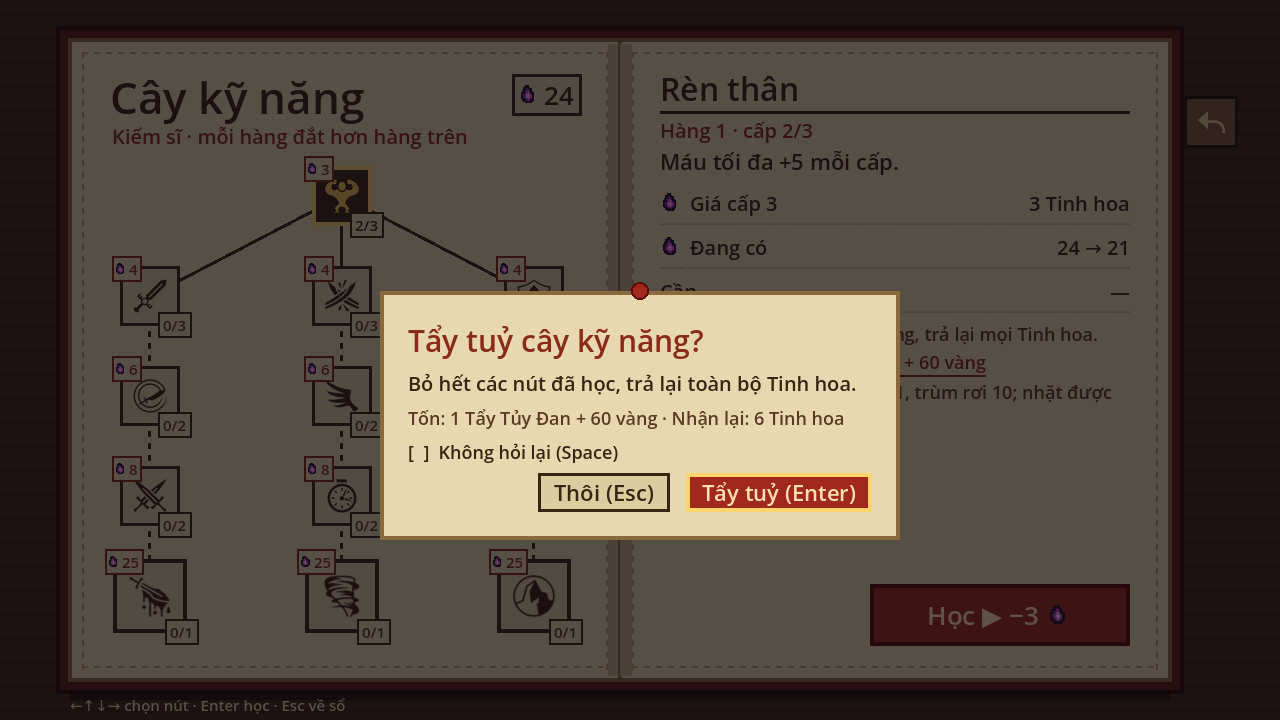 Cây kỹ năng
24
Kiếm sĩ · mỗi hàng đắt hơn hàng trên
3
2/3
4
4
4
0/3
0/3
6
6
0/2
0/2
8
8
0/2
0/2
25
25
25
0/1
0/1
0/1
Rèn thân
Hàng 1 · cấp 2/3
Máu tối đa +5 mỗi cấp.
Giá cấp 3
3 Tinh hoa
Đang có
24 → 21
—
trả lại mọi Tinh hoa.
+ 60 vàng
, trùm rơi 10; nhặt được
Tẩy tuỷ cây kỹ năng?
Bỏ hết các nút đã học, trả lại toàn bộ Tinh hoa.
Tốn: 1 Tẩy Tủy Đan + 60 vàng · Nhận lại: 6 Tinh hoa
[ ] Không hỏi lại (Space)
Thôi (Esc)
Tẩy tuỷ (Enter)
Học ▶ −3
←↑↓→ chọn nút · Enter học · Esc về sổ